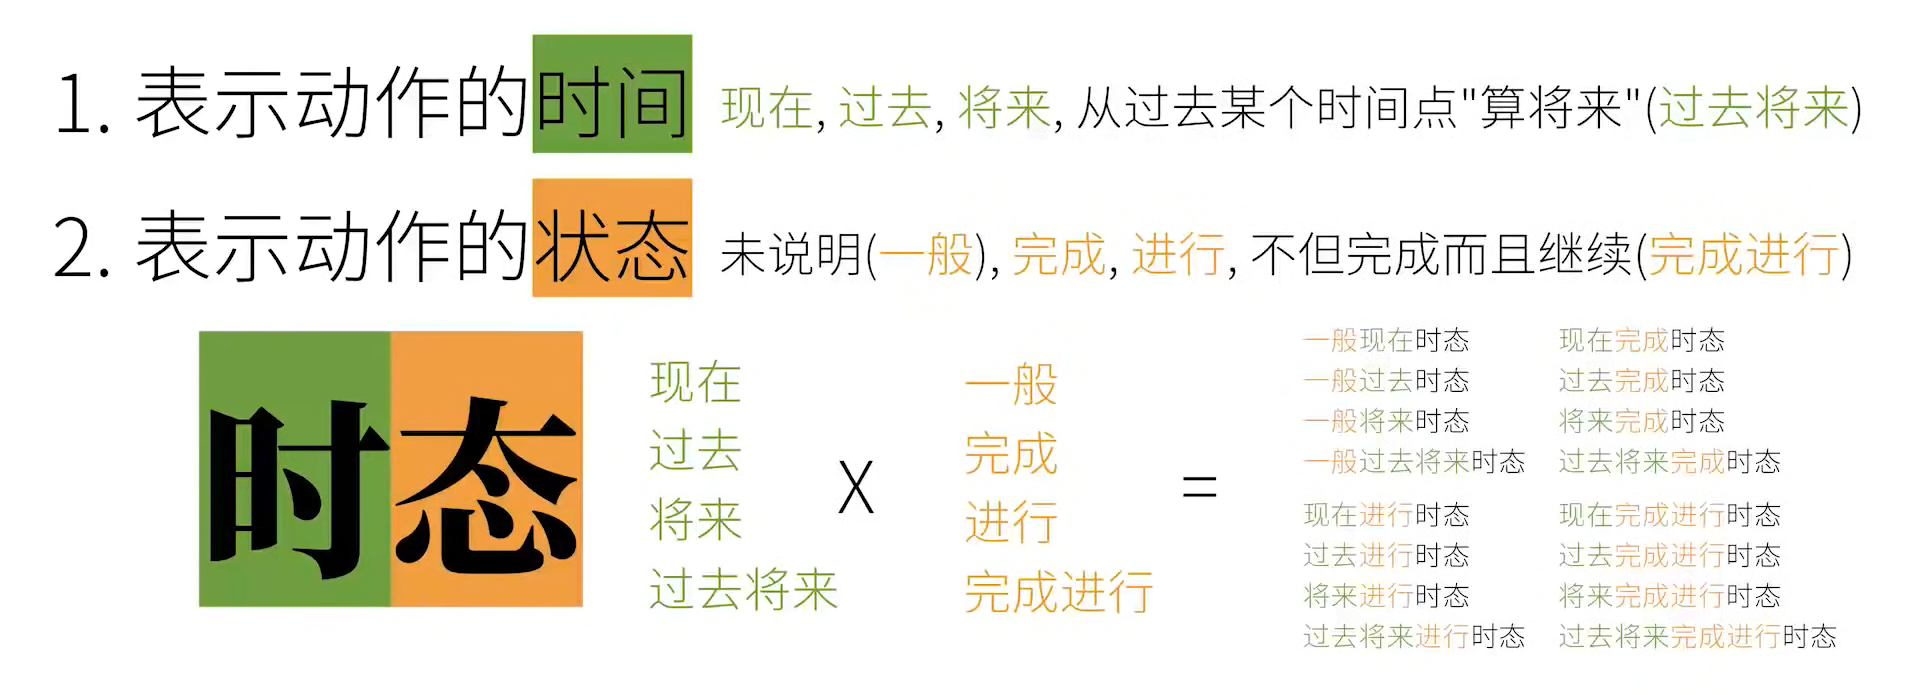 1. 表示动作的时间 现在, 过去, 将来, 从过去某个时间点"算将来"(过去将来)
2. 表示动作的状态 未说明(一般), 完成, 进行, 不但完成而且继续(完成进行)
时态
现在
过去
将来
过去将来
X
一般
完成
进行
完成进行
=
一般现在时态
一般过去时态
一般将来时态
一般过去将来时态
现在完成时态
过去完成时态
将来完成时态
过去将来完成时态
现在进行时态
过去进行时态
将来进行时态
过去将来进行时态
现在完成进行时态
过去完成进行时态
将来完成进行时态
过去将来完成进行时态